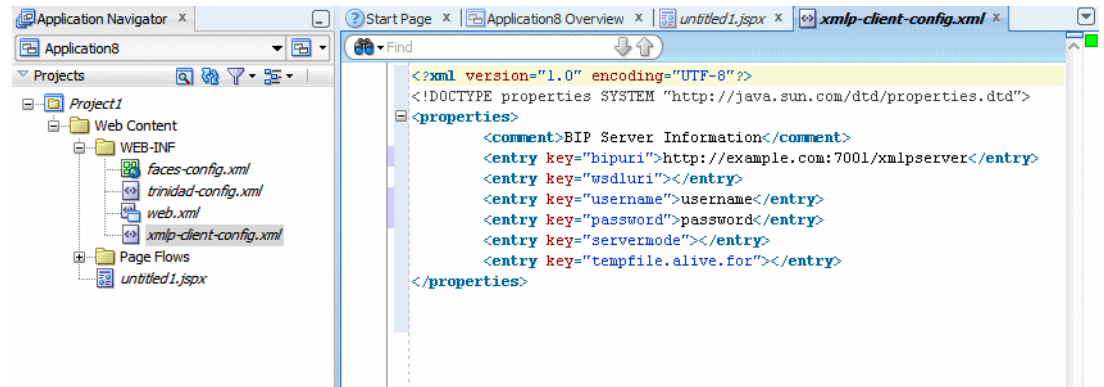 Application Navigator x
Application8
Projects
Project1
Web Content
WEB-INF
faces-config.xml
trinidad-config.xml
web.xml
xmlp-client-config.xml
Page Flows
untitled1.jspx
Start Page x Application8 Overview x untitled1.jspx x xmlp-client-config.xml x
Find
<?xml version="1.0" encoding="UTF-8"?>
<!DOCTYPE properties SYSTEM "http://java.sun.com/dtd/properties.dtd">
<properties>
<comment>BIP Server Information</comment>
<entry key="bipuri">http://example.com:7001/xmlpserver</entry>
<entry key="wsdluri"></entry>
<entry key="username">username</entry>
<entry key="password">password</entry>
<entry key="servermode"></entry>
<entry key="tempfile.alive.for"></entry>
</properties>